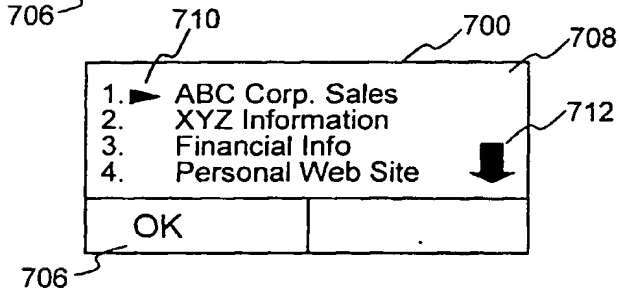 706
710
700
708
1. ABC Corp. Sales
712
2. XYZ Information
3. Financial Info
4. Personal Web Site
OK
706